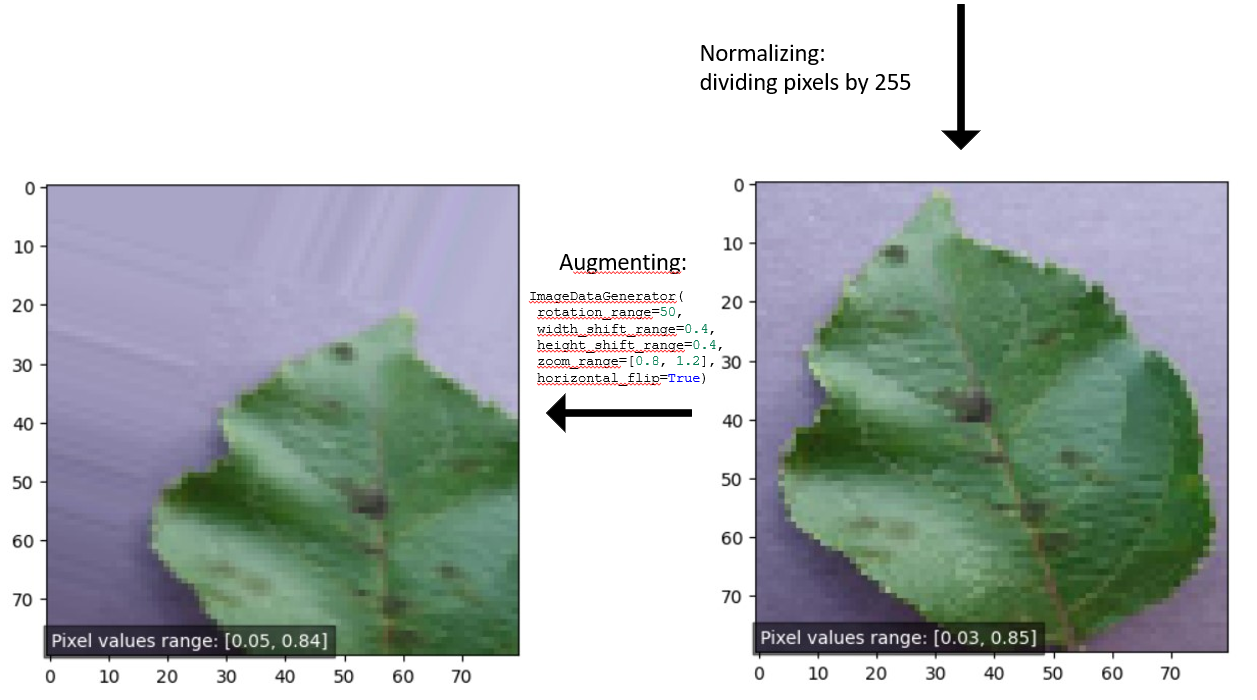 Normalizing:
dividing pixels by 255
Augmenting:
ImageDataGenerator(
rotation_range=50,
width_shift_range=0.4,
height_shift_range=0.4,
zoom_range=[0.8, 1.2],
horizontal_flip=True)
0
10
20
30
40
50
60
70
Pixel values range: [0.05, 0.84]
0 10 20 30 40 50 60 70
0
10
20
30
40
50
60
70
Pixel values range: [0.03, 0.85]
0 10 20 30 40 50 60 70